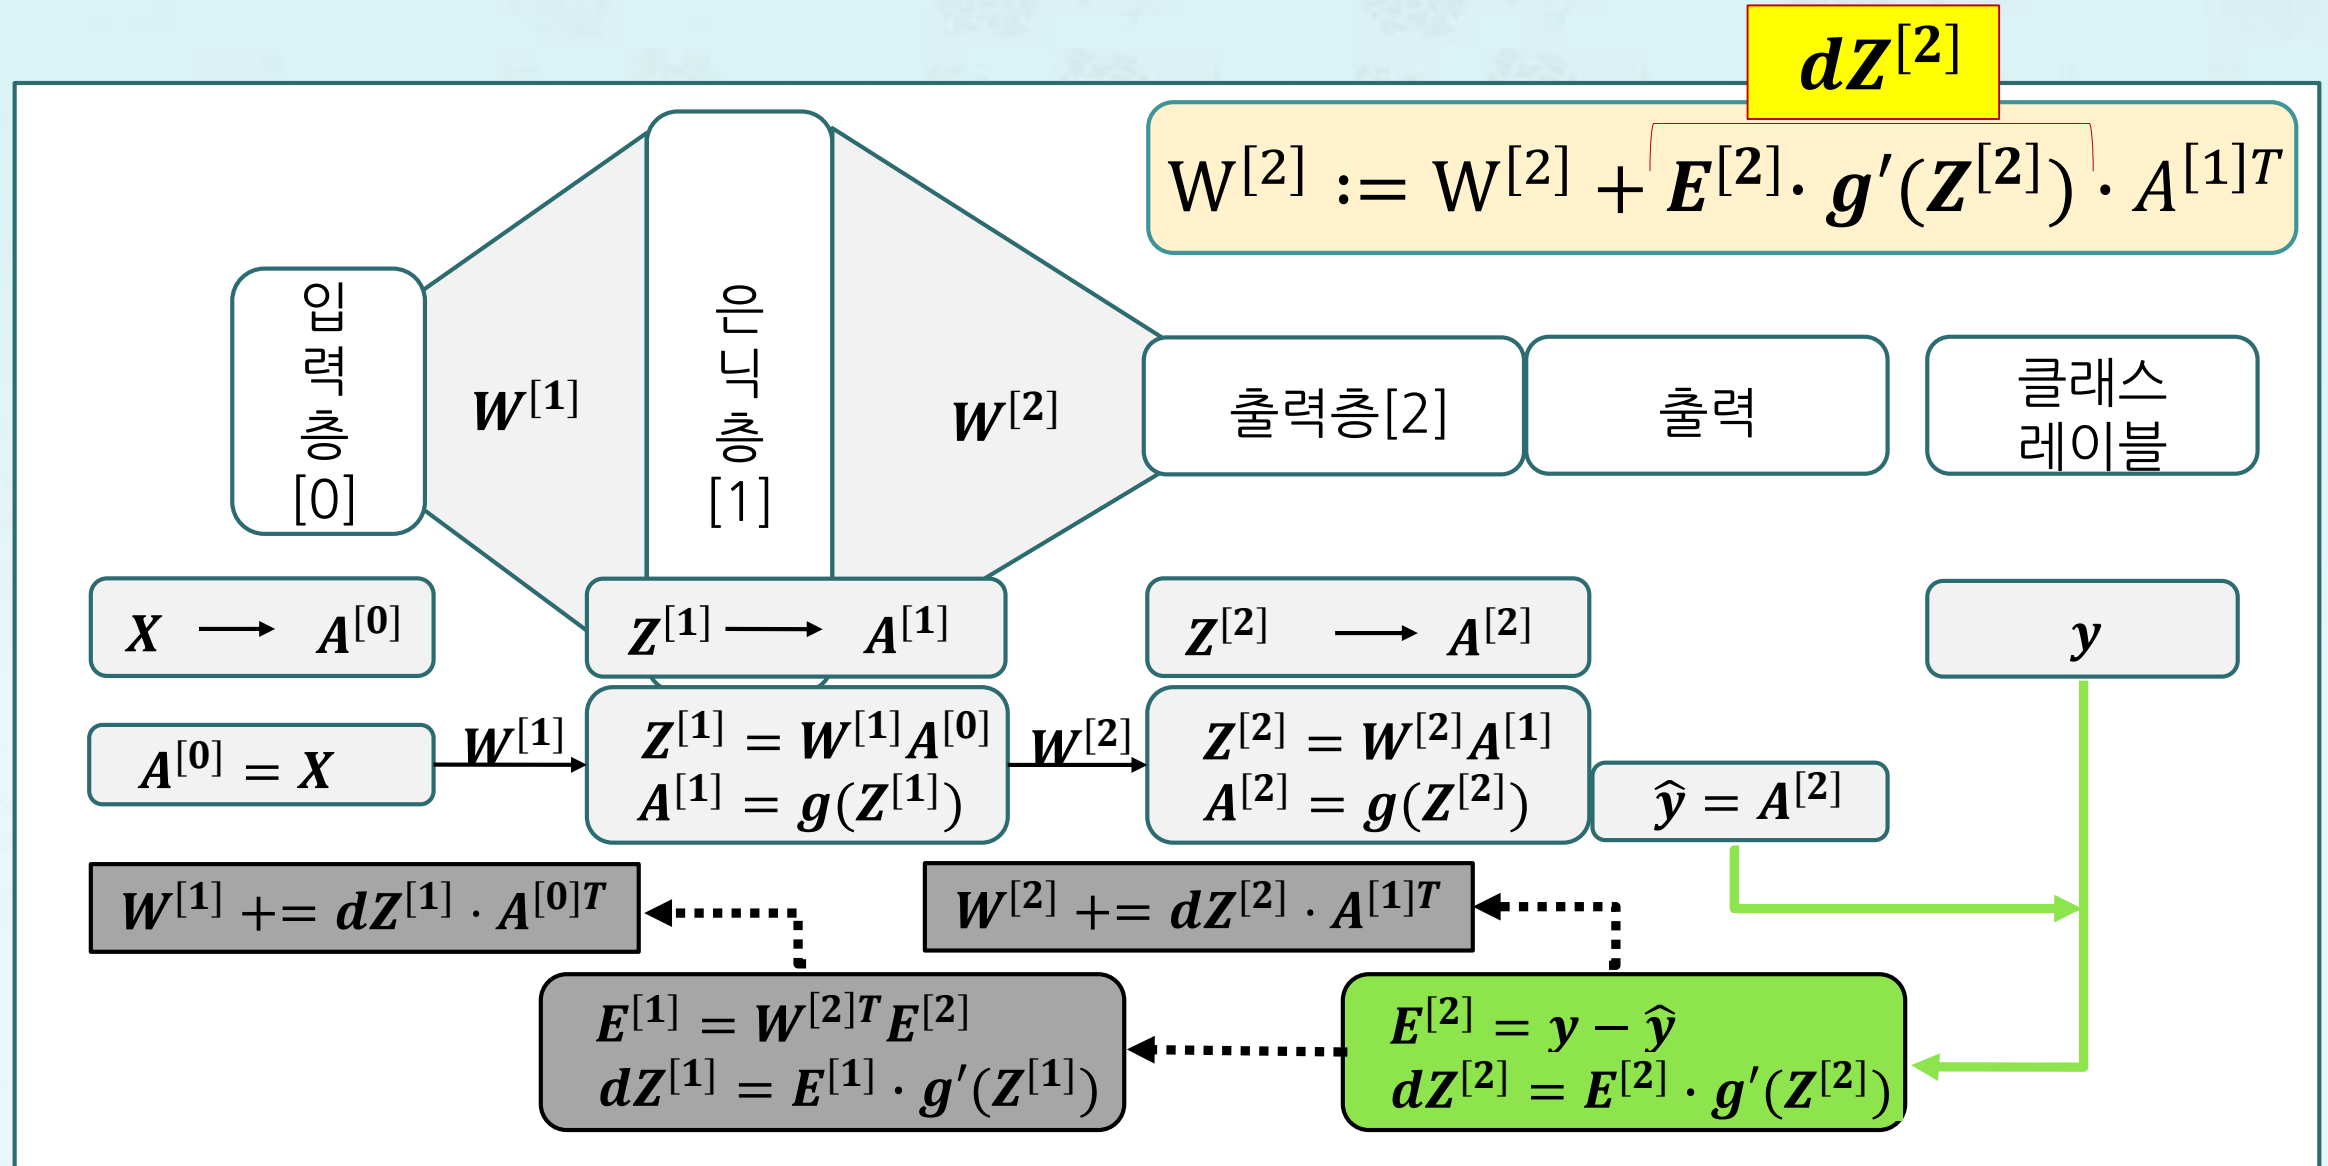 dZ^[2]
W^[2] := W^[2] + E^[2] · g′(Z^[2]) · A^[1]T
입
력
층
[0]
W^[1]
은
닉
층
[1]
W^[2]
출력층[2]
출력
클래스
레이블
X → A^[0]
Z^[1] → A^[1]
Z^[2] → A^[2]
y
A^[0] = X
W^[1]
Z^[1] = W^[1]A^[0]
A^[1] = g(Z^[1])
W^[2]
Z^[2] = W^[2]A^[1]
A^[2] = g(Z^[2])
ŷ = A^[2]
W^[1] += dZ^[1] · A^[0]T
W^[2] += dZ^[2] · A^[1]T
E^[1] = W^[2]T E^[2]
dZ^[1] = E^[1] · g′(Z^[1])
E^[2] = y − ŷ
dZ^[2] = E^[2] · g′(Z^[2])